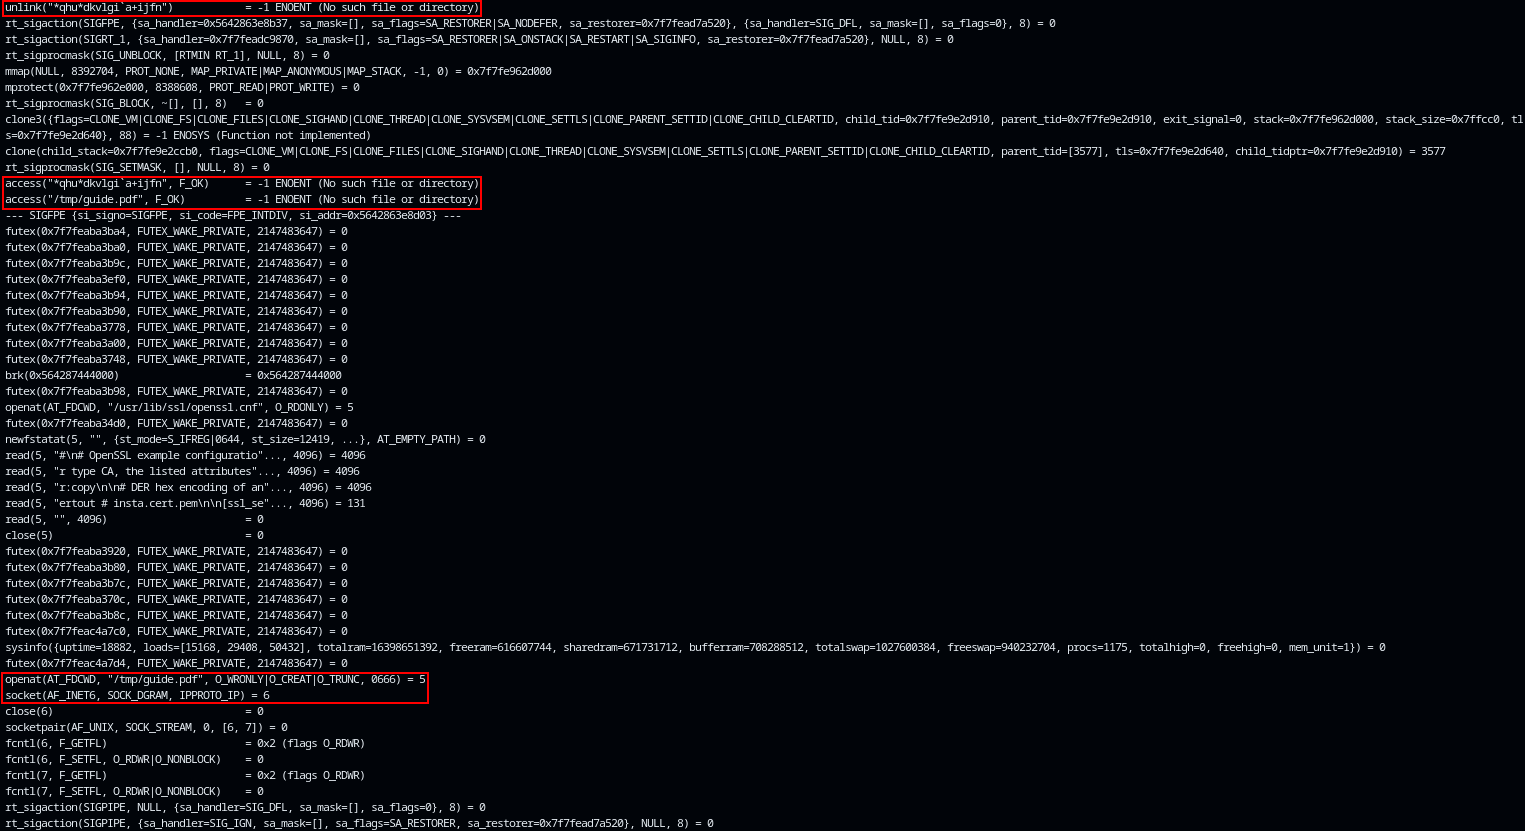 unlink("*qhu*dkvlgi`a+ijfn")            = -1 ENOENT (No such file or directory)
rt_sigaction(SIGFPE, {sa_handler=0x5642863e8b37, sa_mask=[], sa_flags=SA_RESTORER|SA_NODEFER, sa_restorer=0x7f7fead7a520}, {sa_handler=SIG_DFL, sa_mask=[], sa_flags=0}, 8) = 0
rt_sigaction(SIGRT_1, {sa_handler=0x7f7feadc9870, sa_mask=[], sa_flags=SA_RESTORER|SA_ONSTACK|SA_RESTART|SA_SIGINFO, sa_restorer=0x7f7fead7a520}, NULL, 8) = 0
rt_sigprocmask(SIG_UNBLOCK, [RTMIN RT_1], NULL, 8) = 0
mmap(NULL, 8392704, PROT_NONE, MAP_PRIVATE|MAP_ANONYMOUS|MAP_STACK, -1, 0) = 0x7f7fe962d000
mprotect(0x7f7fe962e000, 8388608, PROT_READ|PROT_WRITE) = 0
rt_sigprocmask(SIG_BLOCK, ~[], [], 8)   = 0
clone3({flags=CLONE_VM|CLONE_FS|CLONE_FILES|CLONE_SIGHAND|CLONE_THREAD|CLONE_SYSVSEM|CLONE_SETTLS|CLONE_PARENT_SETTID|CLONE_CHILD_CLEARTID, child_tid=0x7f7fe9e2d910, parent_tid=0x7f7fe9e2d910, exit_signal=0, stack=0x7f7fe962d000, stack_size=0x7ffcc0, tl
s=0x7f7fe9e2d640}, 88) = -1 ENOSYS (Function not implemented)
clone(child_stack=0x7f7fe9e2ccb0, flags=CLONE_VM|CLONE_FS|CLONE_FILES|CLONE_SIGHAND|CLONE_THREAD|CLONE_SYSVSEM|CLONE_SETTLS|CLONE_PARENT_SETTID|CLONE_CHILD_CLEARTID, parent_tid=[3577], tls=0x7f7fe9e2d640, child_tidptr=0x7f7fe9e2d910) = 3577
rt_sigprocmask(SIG_SETMASK, [], NULL, 8) = 0
access("*qhu*dkvlgi`a+ijfn", F_OK)      = -1 ENOENT (No such file or directory)
access("/tmp/guide.pdf", F_OK)          = -1 ENOENT (No such file or directory)
--- SIGFPE {si_signo=SIGFPE, si_code=FPE_INTDIV, si_addr=0x5642863e8d03} ---
futex(0x7f7feaba3ba4, FUTEX_WAKE_PRIVATE, 2147483647) = 0
futex(0x7f7feaba3ba0, FUTEX_WAKE_PRIVATE, 2147483647) = 0
futex(0x7f7feaba3b9c, FUTEX_WAKE_PRIVATE, 2147483647) = 0
futex(0x7f7feaba3ef0, FUTEX_WAKE_PRIVATE, 2147483647) = 0
futex(0x7f7feaba3b94, FUTEX_WAKE_PRIVATE, 2147483647) = 0
futex(0x7f7feaba3b90, FUTEX_WAKE_PRIVATE, 2147483647) = 0
futex(0x7f7feaba3778, FUTEX_WAKE_PRIVATE, 2147483647) = 0
futex(0x7f7feaba3a00, FUTEX_WAKE_PRIVATE, 2147483647) = 0
futex(0x7f7feaba3748, FUTEX_WAKE_PRIVATE, 2147483647) = 0
brk(0x564287444000)                     = 0x564287444000
futex(0x7f7feaba3b98, FUTEX_WAKE_PRIVATE, 2147483647) = 0
openat(AT_FDCWD, "/usr/lib/ssl/openssl.cnf", O_RDONLY) = 5
futex(0x7f7feaba34d0, FUTEX_WAKE_PRIVATE, 2147483647) = 0
newfstatat(5, "", {st_mode=S_IFREG|0644, st_size=12419, ...}, AT_EMPTY_PATH) = 0
read(5, "#\n# OpenSSL example configuratio"..., 4096) = 4096
read(5, "r type CA, the listed attributes"..., 4096) = 4096
read(5, "r:copy\n\n# DER hex encoding of an"..., 4096) = 4096
read(5, "ertout # insta.cert.pem\n\n[ssl_se"..., 4096) = 131
read(5, "", 4096)                       = 0
close(5)                                = 0
futex(0x7f7feaba3920, FUTEX_WAKE_PRIVATE, 2147483647) = 0
futex(0x7f7feaba3b80, FUTEX_WAKE_PRIVATE, 2147483647) = 0
futex(0x7f7feaba3b7c, FUTEX_WAKE_PRIVATE, 2147483647) = 0
futex(0x7f7feaba370c, FUTEX_WAKE_PRIVATE, 2147483647) = 0
futex(0x7f7feaba3b8c, FUTEX_WAKE_PRIVATE, 2147483647) = 0
futex(0x7f7feac4a7c0, FUTEX_WAKE_PRIVATE, 2147483647) = 0
sysinfo({uptime=18882, loads=[15168, 29408, 50432], totalram=16398651392, freeram=616607744, sharedram=671731712, bufferram=708288512, totalswap=1027600384, freeswap=940232704, procs=1175, totalhigh=0, freehigh=0, mem_unit=1}) = 0
futex(0x7f7feac4a7d4, FUTEX_WAKE_PRIVATE, 2147483647) = 0
openat(AT_FDCWD, "/tmp/guide.pdf", O_WRONLY|O_CREAT|O_TRUNC, 0666) = 5
socket(AF_INET6, SOCK_DGRAM, IPPROTO_IP) = 6
close(6)                                = 0
socketpair(AF_UNIX, SOCK_STREAM, 0, [6, 7]) = 0
fcntl(6, F_GETFL)                       = 0x2 (flags O_RDWR)
fcntl(6, F_SETFL, O_RDWR|O_NONBLOCK)    = 0
fcntl(7, F_GETFL)                       = 0x2 (flags O_RDWR)
fcntl(7, F_SETFL, O_RDWR|O_NONBLOCK)    = 0
rt_sigaction(SIGPIPE, NULL, {sa_handler=SIG_DFL, sa_mask=[], sa_flags=0}, 8) = 0
rt_sigaction(SIGPIPE, {sa_handler=SIG_IGN, sa_mask=[], sa_flags=SA_RESTORER, sa_restorer=0x7f7fead7a520}, NULL, 8) = 0